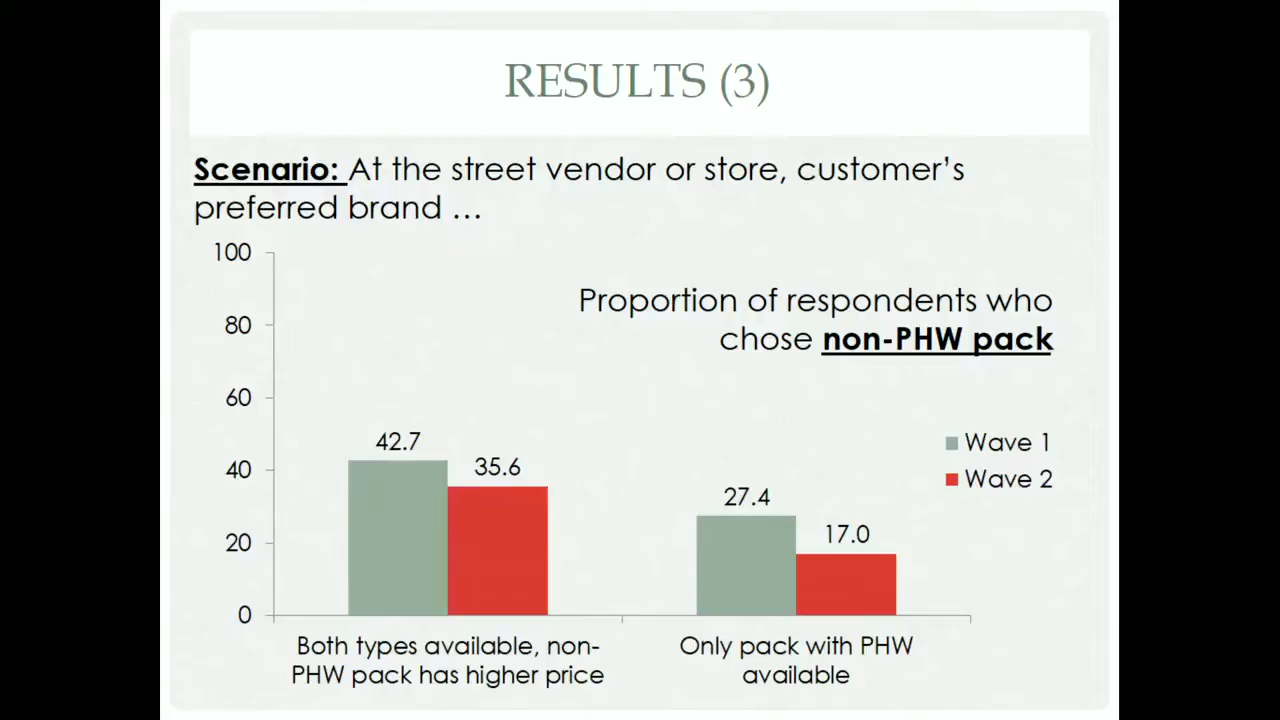 RESULTS (3)
Scenario: At the street vendor or store, customer's
preferred brand …
100
80
60
40
20
0
Proportion of respondents who
chose non-PHW pack
Wave 1
Wave 2
42.7
35.6
27.4
17.0
Both types available, non-
PHW pack has higher price
Only pack with PHW
available